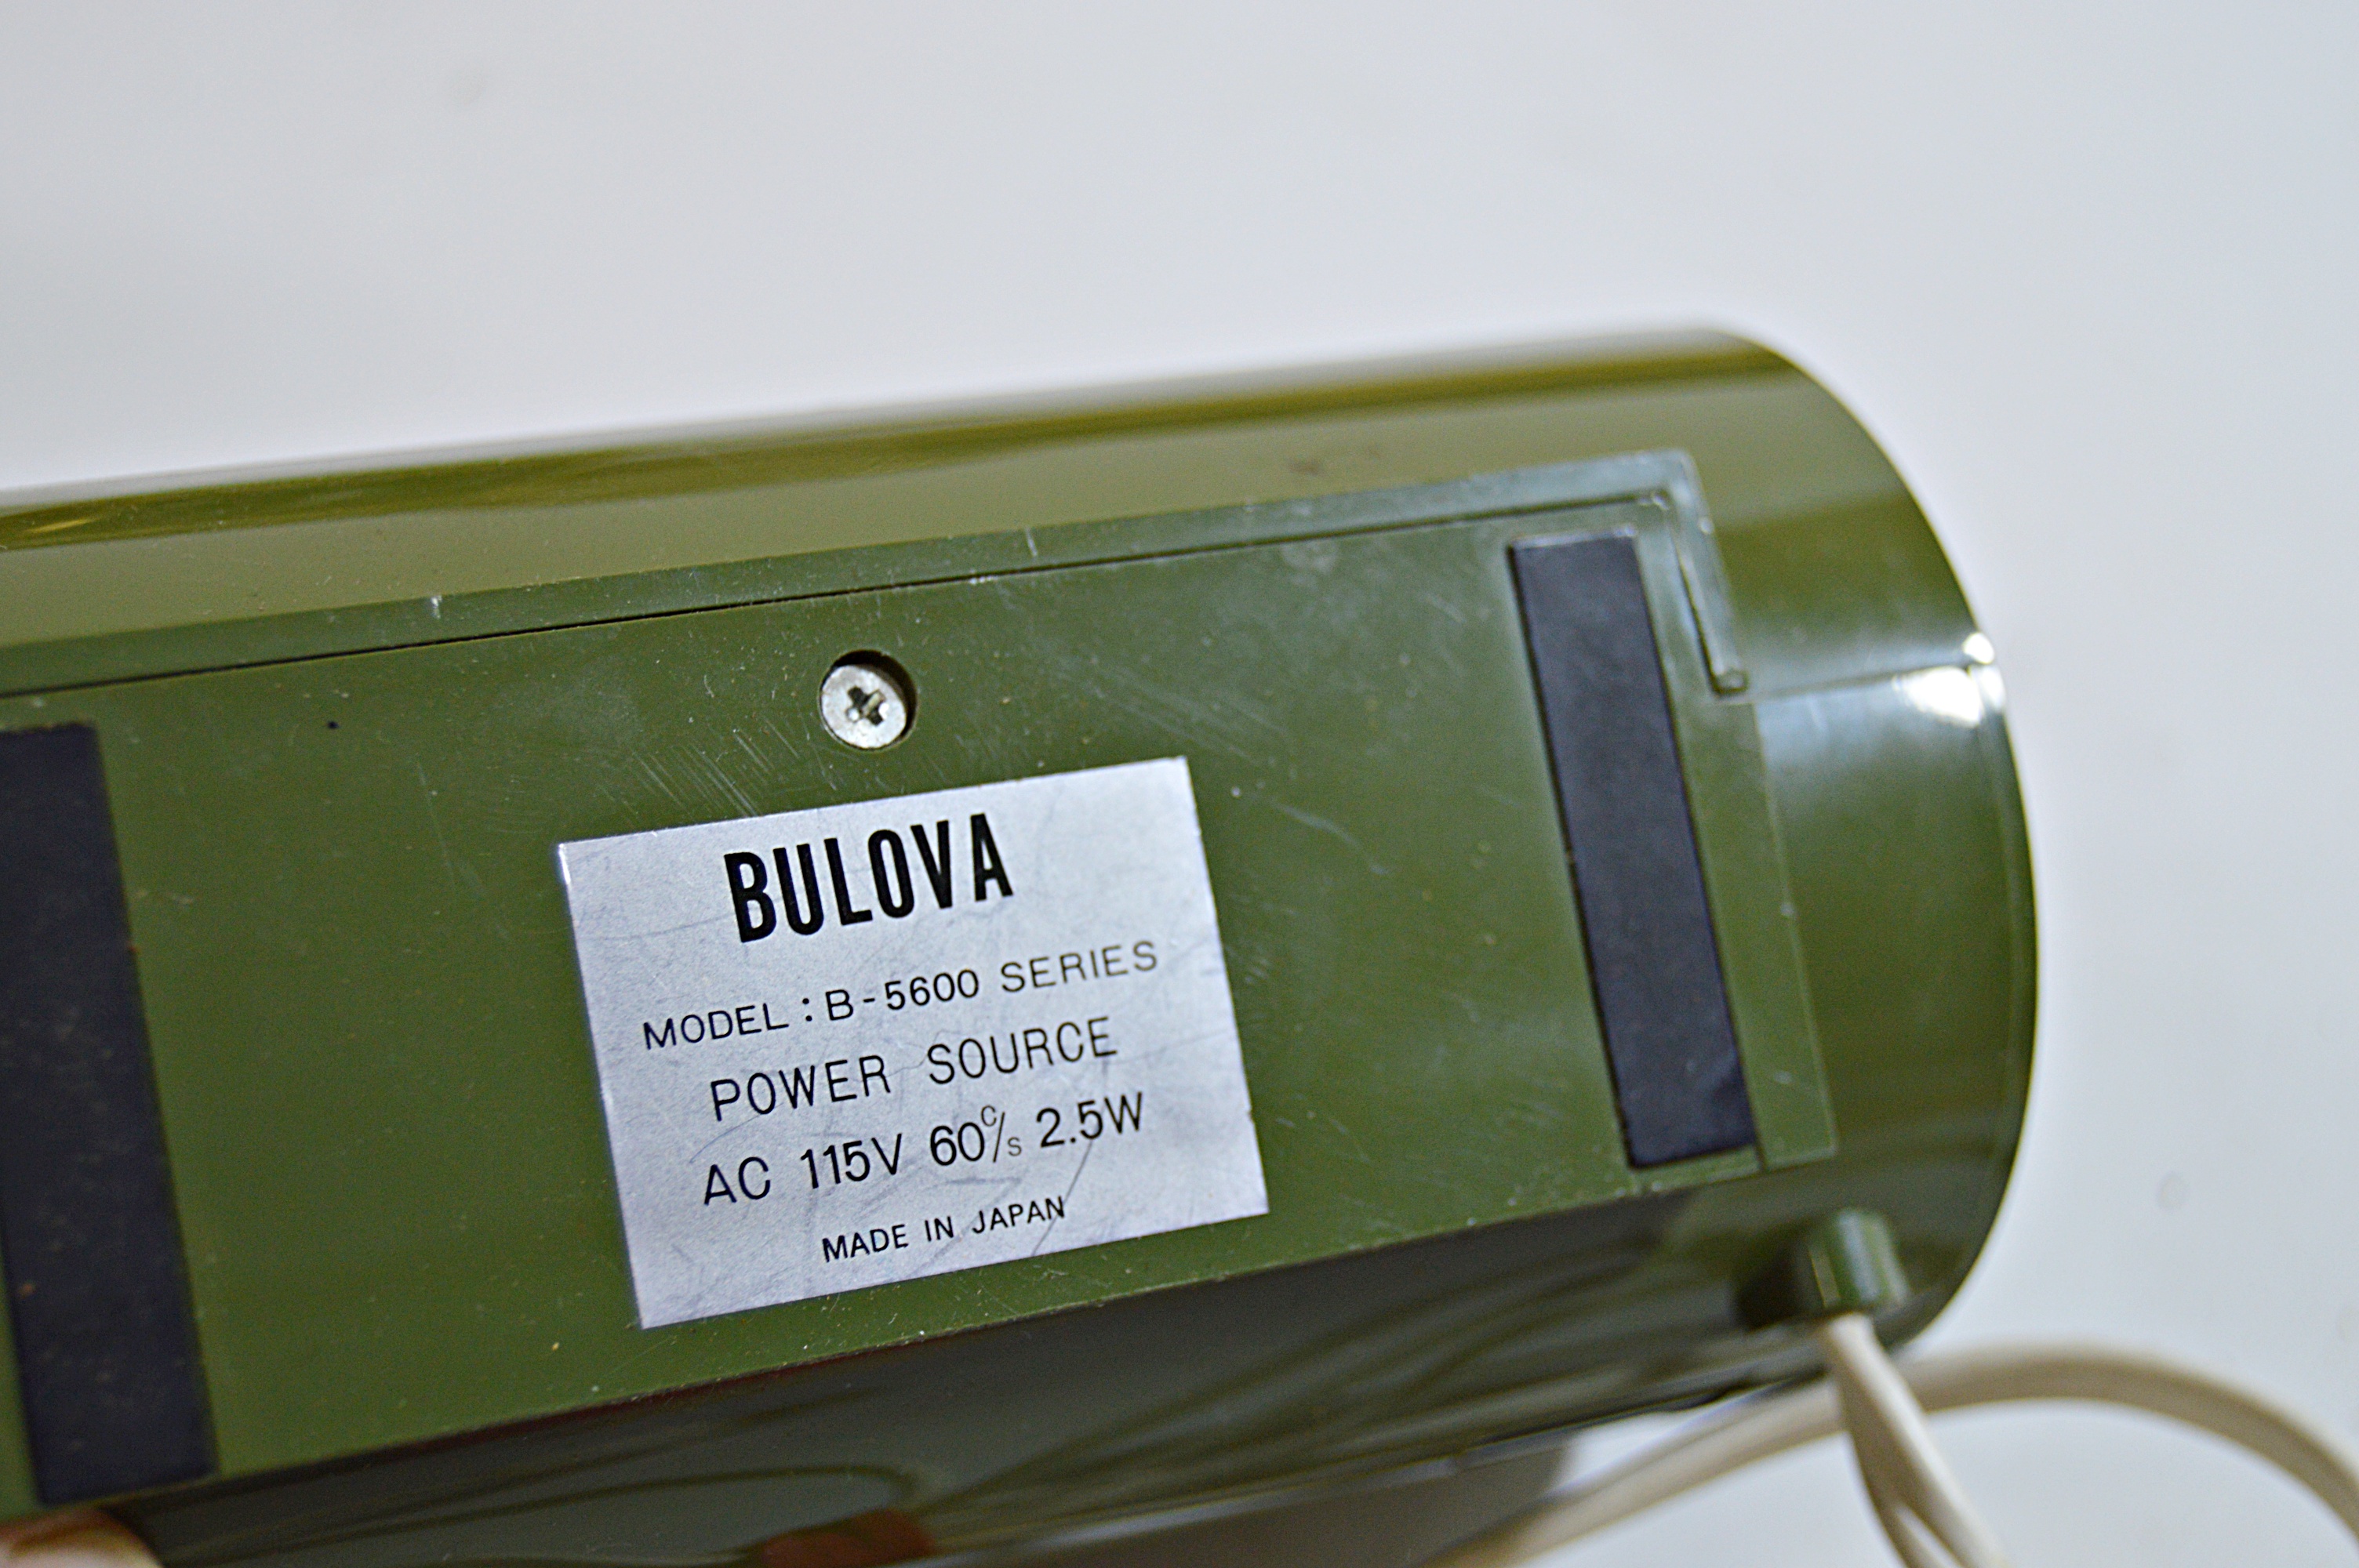 BULOVA
MODEL : B-5600 SERIES
POWER SOURCE
AC 115V 60c/s 2.5W
MADE IN JAPAN